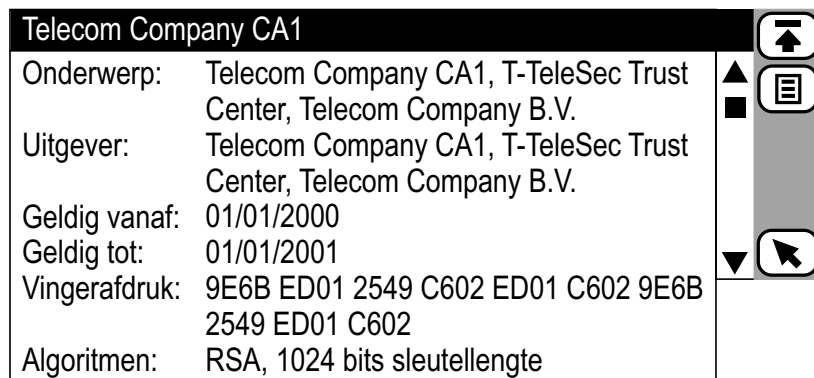 Telecom Company CA1
Onderwerp: Telecom Company CA1, T-TeleSec Trust
Center, Telecom Company B.V.
Uitgever: Telecom Company CA1, T-TeleSec Trust
Center, Telecom Company B.V.
Geldig vanaf: 01/01/2000
Geldig tot: 01/01/2001
Vingerafdruk: 9E6B ED01 2549 C602 ED01 C602 9E6B
2549 ED01 C602
Algoritmen: RSA, 1024 bits sleutellengte